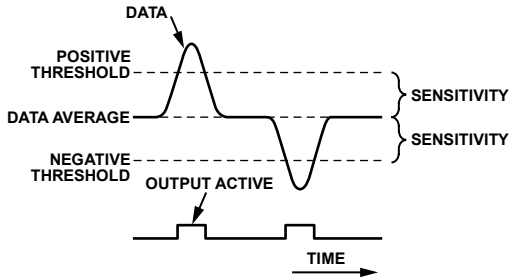 DATA
POSITIVE
THRESHOLD
SENSITIVITY
DATA AVERAGE
SENSITIVITY
NEGATIVE
THRESHOLD
OUTPUT ACTIVE
TIME